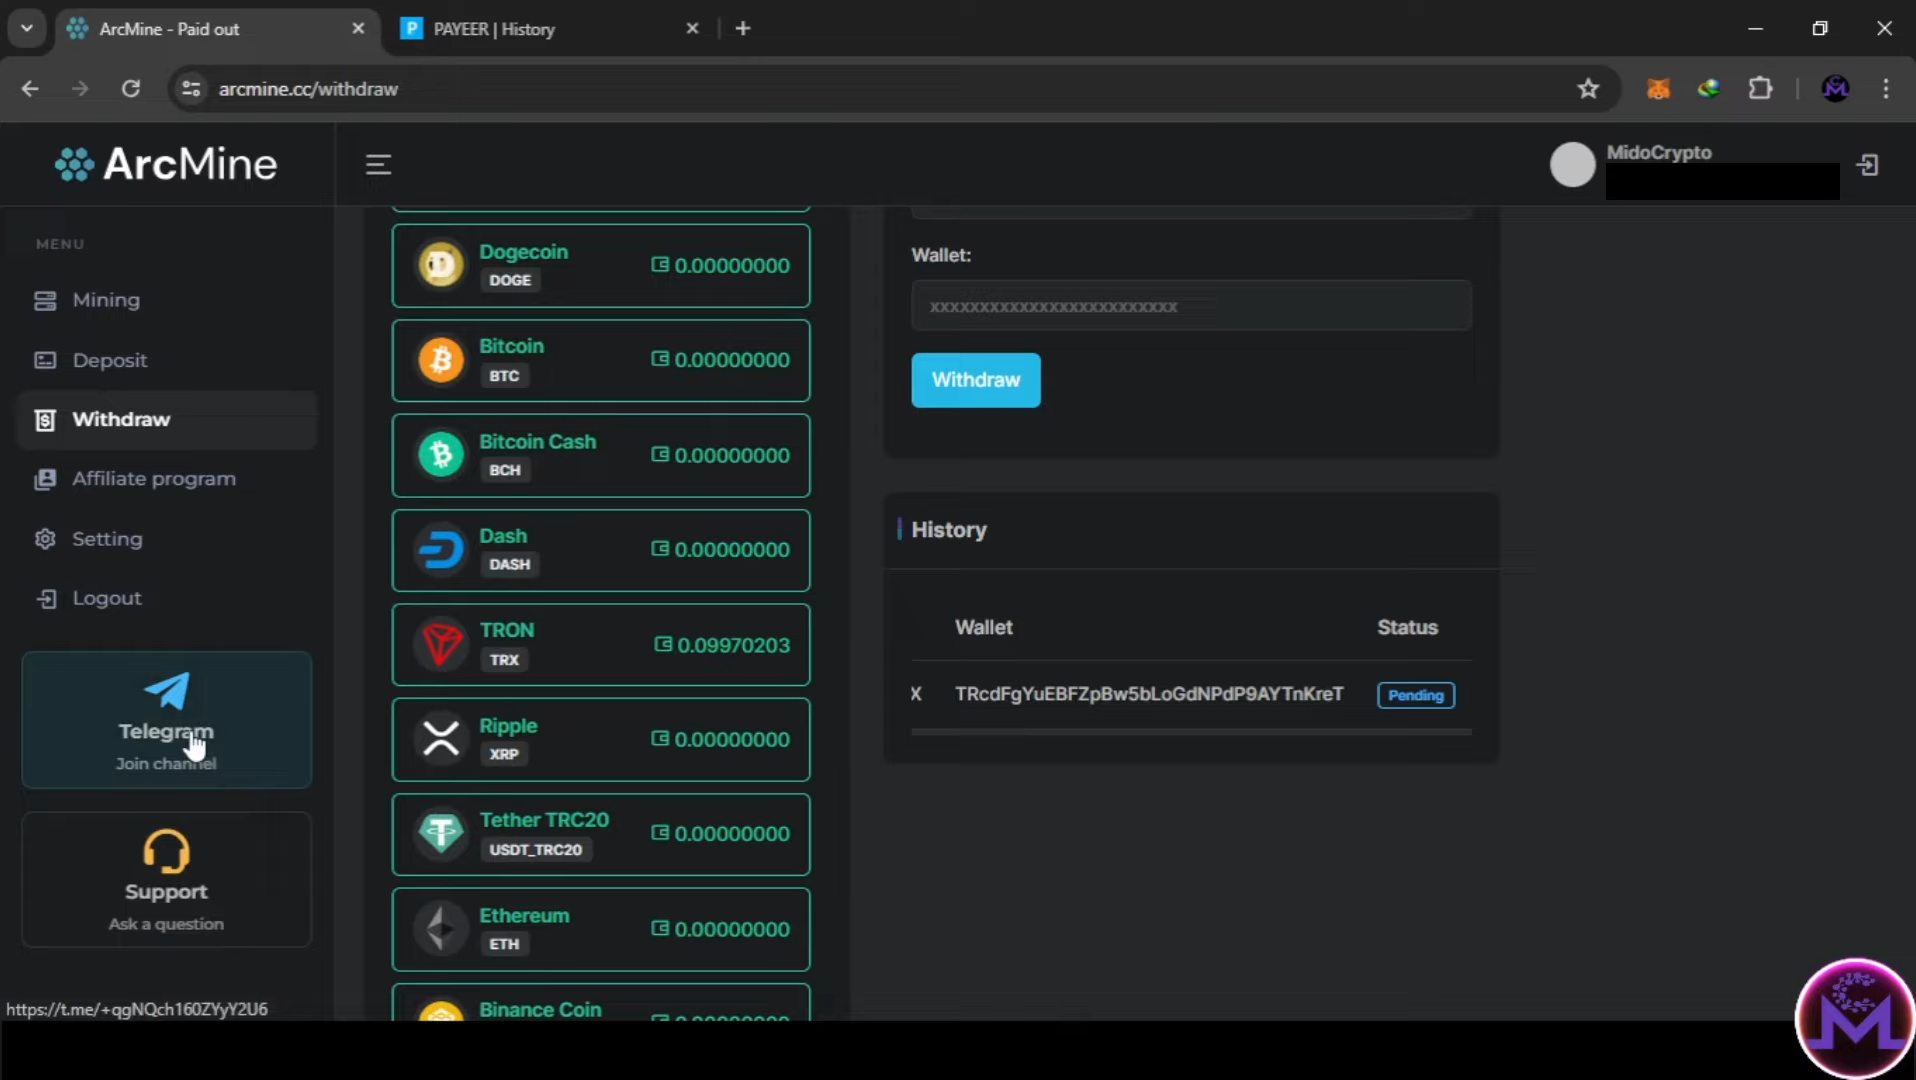 ArcMine - Paid out
PAYEER | History
arcmine.cc/withdraw
ArcMine
MidoCrypto
MENU
Mining
Deposit
Withdraw
Affiliate program
Setting
Logout
Telegram
Join channel
Support
Ask a question
Dogecoin
DOGE
0.00000000
Bitcoin
BTC
0.00000000
Bitcoin Cash
BCH
0.00000000
Dash
DASH
0.00000000
TRON
TRX
0.09970203
Ripple
XRP
0.00000000
Tether TRC20
USDT_TRC20
0.00000000
Ethereum
ETH
0.00000000
Binance Coin
Wallet:
xxxxxxxxxxxxxxxxxxxxxxxxx
Withdraw
History
Wallet
Status
X
TRcdFgYuEBFZpBw5bLoGdNPdP9AYTnKreT
Pending
https://t.me/+qgNQch160ZYyY2U6